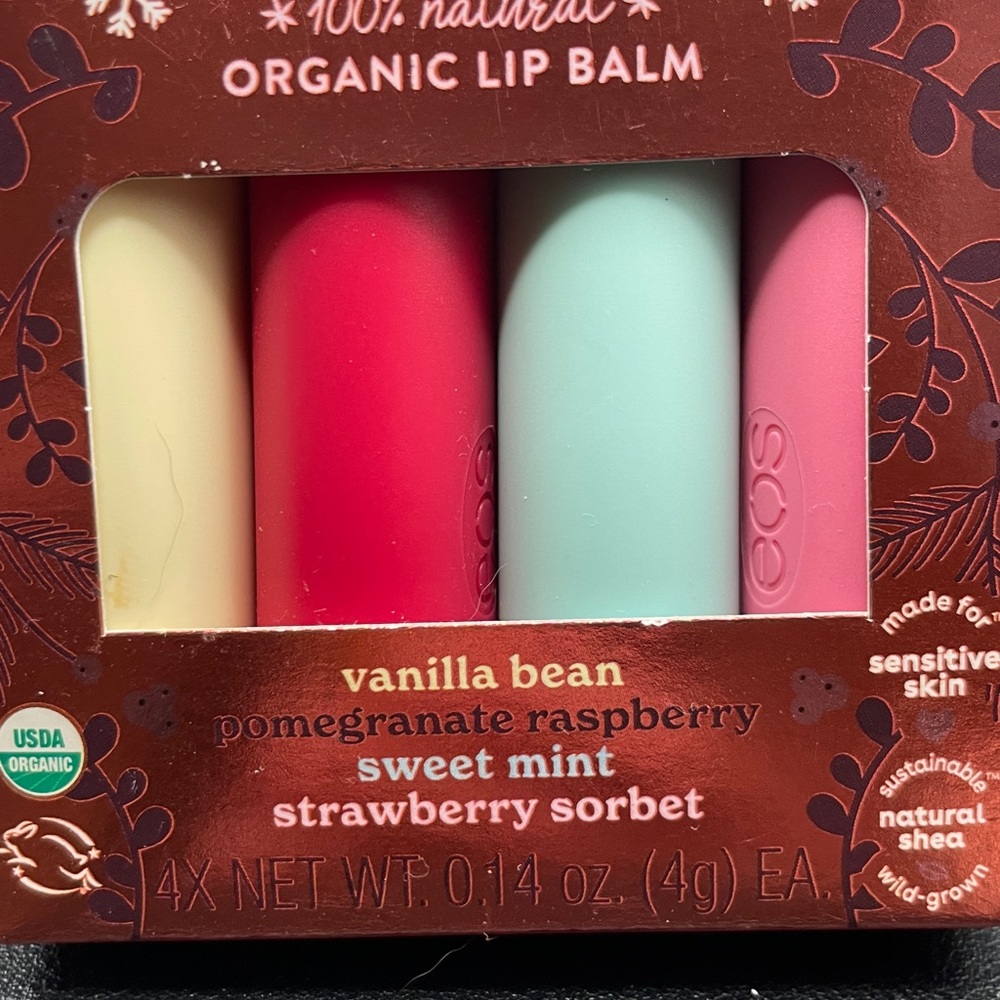 100% natural
ORGANIC LIP BALM
eos
eos
vanilla bean
pomegranate raspberry
sweet mint
strawberry sorbet
4X NET WT. 0.14 oz. (4g) EA.
USDA
ORGANIC
made for
sensitive
skin
sustainable™
natural
shea
wild-grown